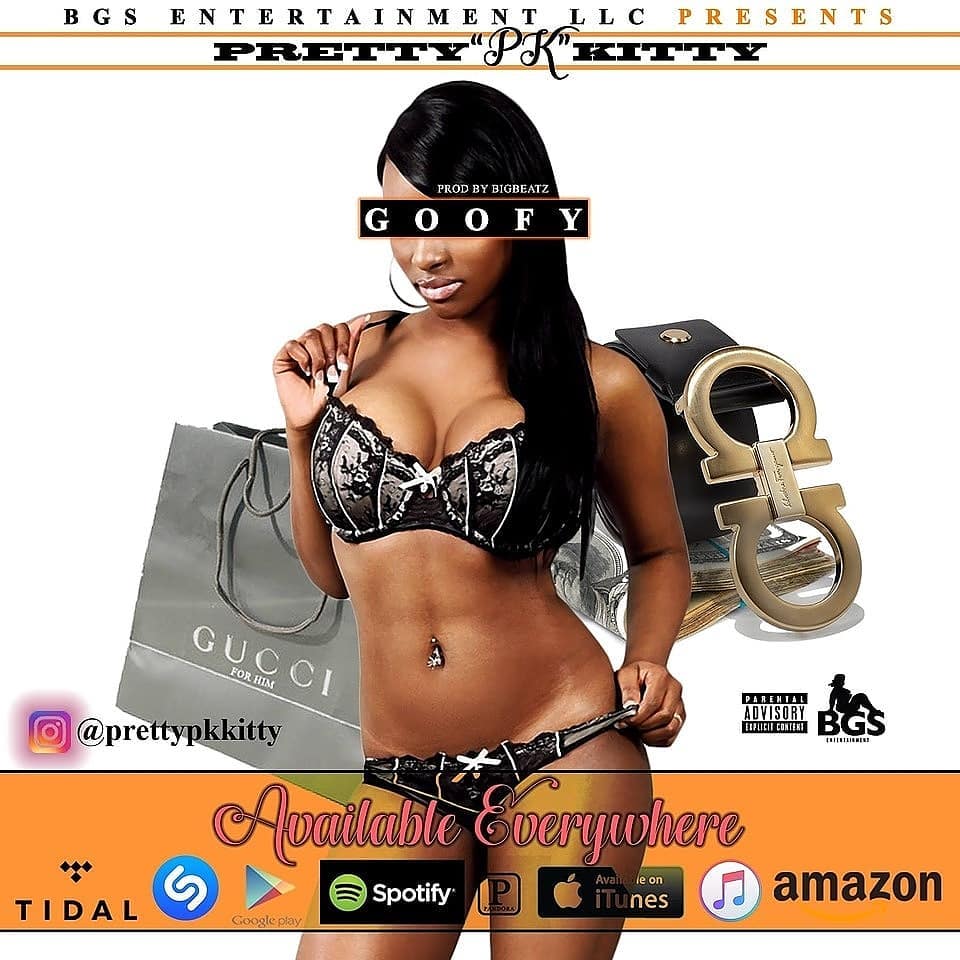 BGS ENTERTAINMENT LLC PRESENTS
PRETTY "PK" KITTY
PROD BY BIGBEATZ
GOOFY
GUCCI
FOR HIM
@prettypkkitty
PARENTAL
ADVISORY
EXPLICIT CONTENT
BGS
ENTERTAINMENT
Available Everywhere
TIDAL
Google play
Spotify
P
PANDORA
Available on
iTunes
amazon